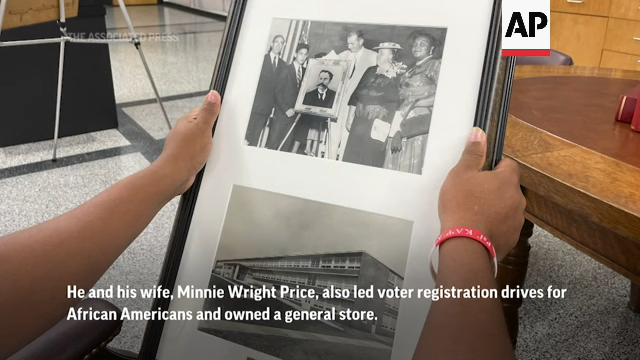 THE ASSOCIATED PRESS
AP
He and his wife, Minnie Wright Price, also led voter registration drives for
African Americans and owned a general store.